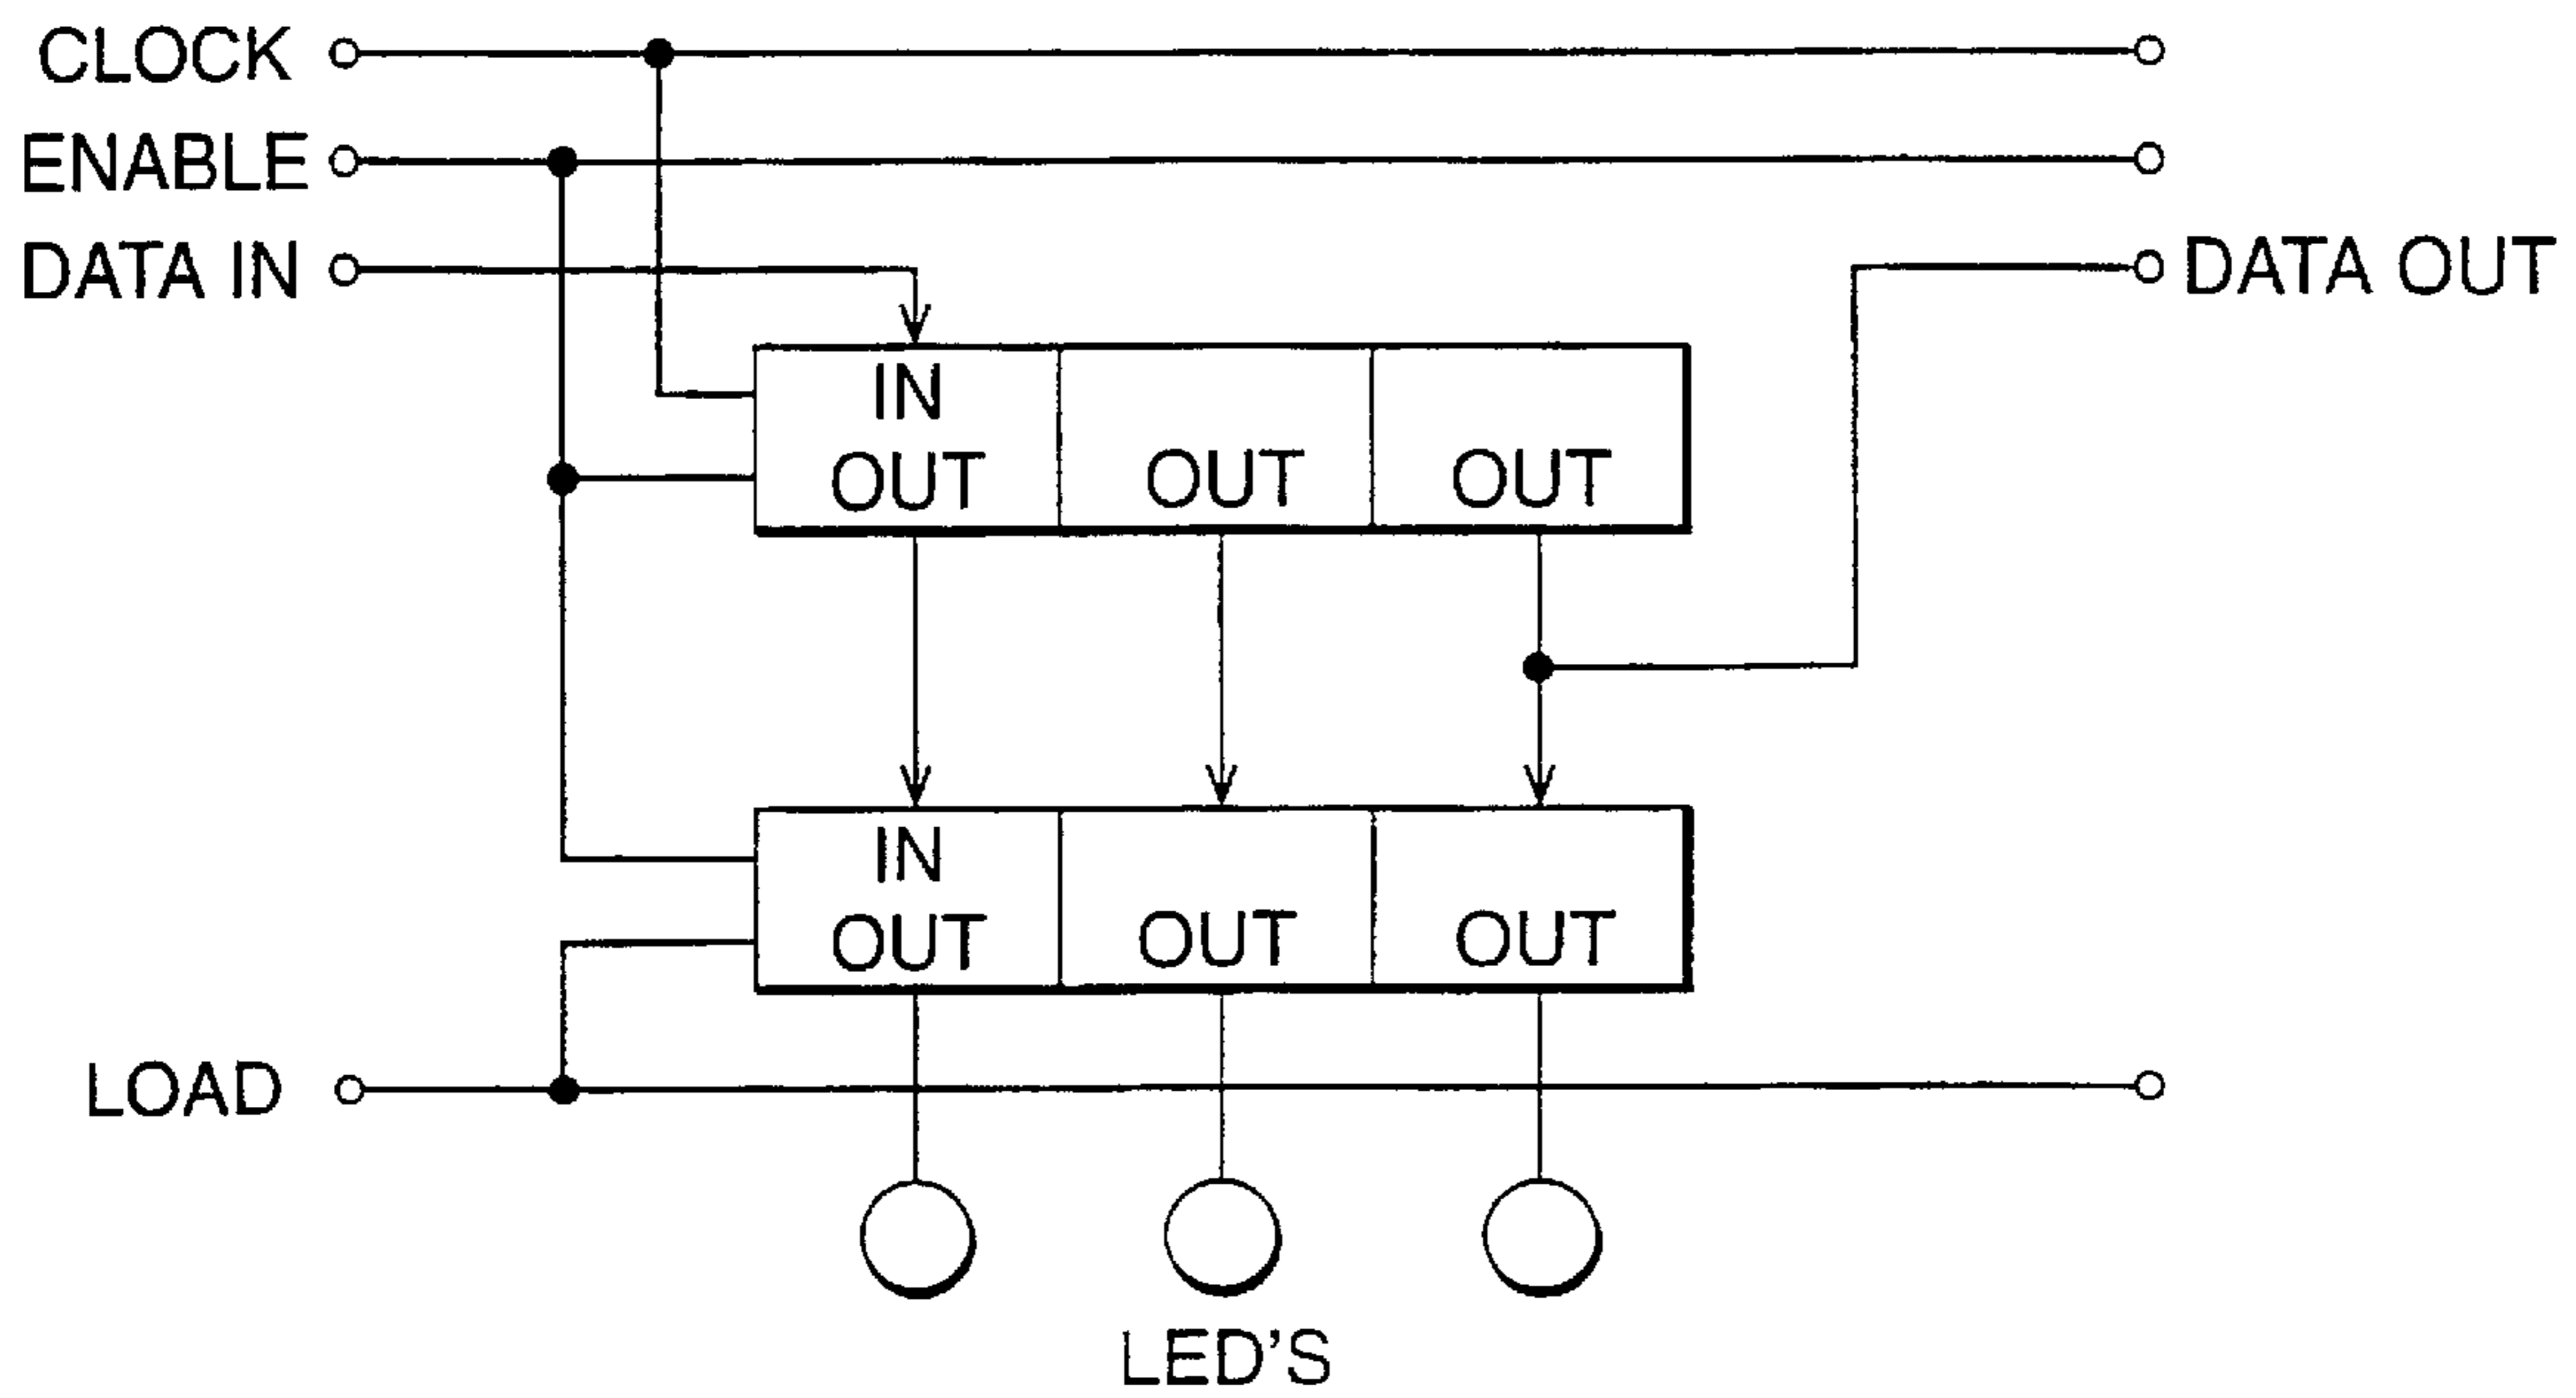 CLOCK
ENABLE
DATA IN
DATA OUT
IN
OUT OUT OUT
IN
OUT OUT OUT
LOAD
LED'S